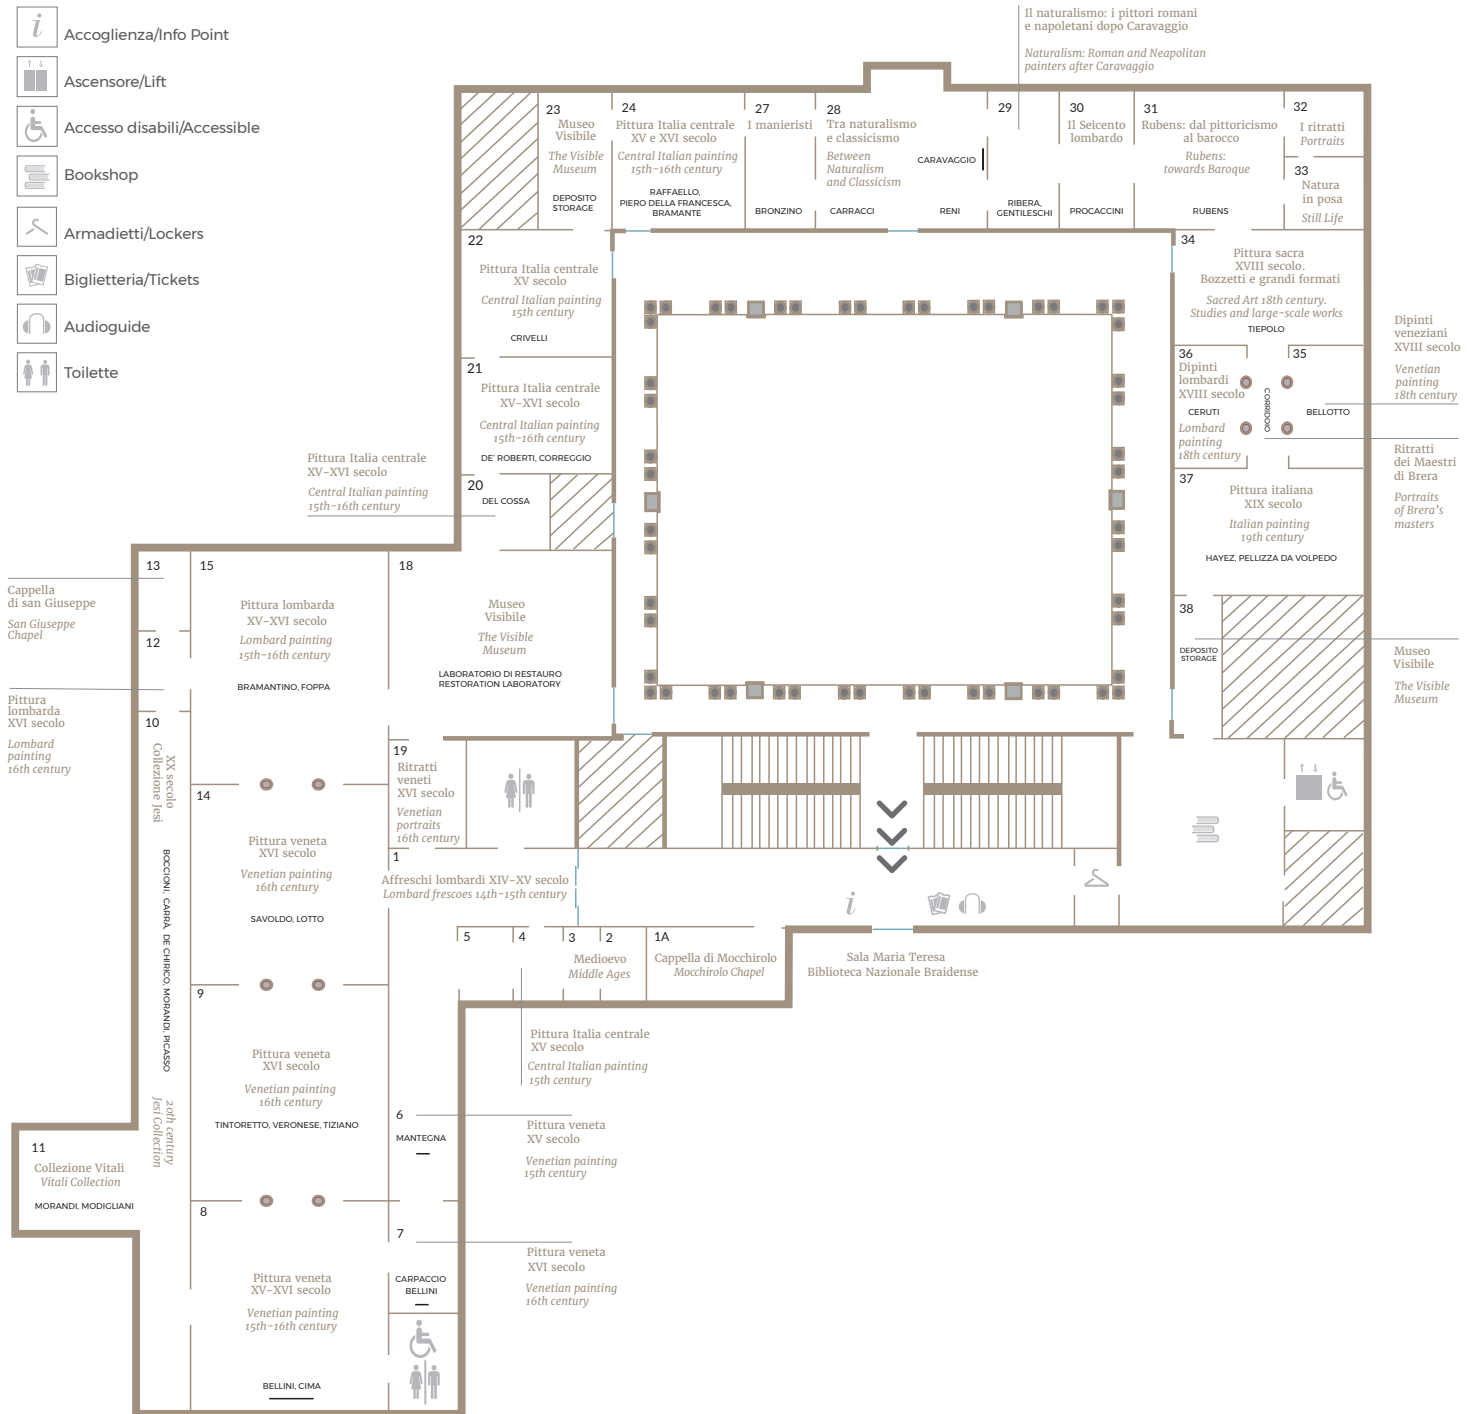 i
Accoglienza/Info Point
Ascensore/Lift
Accesso disabili/Accessible
Bookshop
Armadietti/Lockers
Biglietteria/Tickets
Audioguide
Toilette
Il naturalismo: i pittori romani
e napoletani dopo Caravaggio
Naturalism: Roman and Neapolitan
painters after Caravaggio
23
Museo
Visibile
The Visible
Museum
DEPOSITO
STORAGE
24
Pittura Italia centrale
XV e XVI secolo
Central Italian painting
15th-16th century
RAFFAELLO,
PIERO DELLA FRANCESCA,
BRAMANTE
27
I manieristi
BRONZINO
28
Tra naturalismo
e classicismo
Between
Naturalism
and Classicism
CARRACCI
CARAVAGGIO
RENI
29
RIBERA,
GENTILESCHI
30
Il Seicento
lombardo
PROCACCINI
31
Rubens: dal pittoricismo
al barocco
Rubens:
towards Baroque
RUBENS
32
I ritratti
Portraits
33
Natura
in posa
Still Life
22
Pittura Italia centrale
XV secolo
Central Italian painting
15th century
CRIVELLI
34
Pittura sacra
XVIII secolo.
Bozzetti e grandi formati
Sacred Art 18th century.
Studies and large-scale works
TIEPOLO
21
Pittura Italia centrale
XV-XVI secolo
Central Italian painting
15th-16th century
DE' ROBERTI, CORREGGIO
36
Dipinti
lombardi
XVIII secolo
CERUTI
Lombard
painting
18th century
CORRIDOIO
35
BELLOTTO
Dipinti
veneziani
XVIII secolo
Venetian
painting
18th century
Ritratti
dei Maestri
di Brera
Portraits
of Brera's
masters
Pittura Italia centrale
XV-XVI secolo
Central Italian painting
15th-16th century
20
DEL COSSA
37
Pittura italiana
XIX secolo
Italian painting
19th century
HAYEZ, PELLIZZA DA VOLPEDO
13
Cappella
di san Giuseppe
San Giuseppe
Chapel
12
15
Pittura lombarda
XV-XVI secolo
Lombard painting
15th-16th century
BRAMANTINO, FOPPA
18
Museo
Visibile
The Visible
Museum
LABORATORIO DI RESTAURO
RESTORATION LABORATORY
38
DEPOSITO
STORAGE
Museo
Visibile
The Visible
Museum
Pittura
lombarda
XVI secolo
Lombard
painting
16th century
10
XX secolo
Collezione Jesi
BOCCIONI, CARRÀ, DE CHIRICO, MORANDI, PICASSO
20th century
Jesi Collection
19
Ritratti
veneti
XVI secolo
Venetian
portraits
16th century
14
Pittura veneta
XVI secolo
Venetian painting
16th century
SAVOLDO, LOTTO
1
Affreschi lombardi XIV-XV secolo
Lombard frescoes 14th-15th century
i
5
4
3
2
Medioevo
Middle Ages
1A
Cappella di Mocchirolo
Mocchirolo Chapel
Sala Maria Teresa
Biblioteca Nazionale Braidense
9
Pittura veneta
XVI secolo
Venetian painting
16th century
TINTORETTO, VERONESE, TIZIANO
Pittura Italia centrale
XV secolo
Central Italian painting
15th century
6
MANTEGNA
Pittura veneta
XV secolo
Venetian painting
15th century
11
Collezione Vitali
Vitali Collection
MORANDI, MODIGLIANI
8
Pittura veneta
XV-XVI secolo
Venetian painting
15th-16th century
BELLINI, CIMA
7
CARPACCIO
BELLINI
Pittura veneta
XVI secolo
Venetian painting
16th century